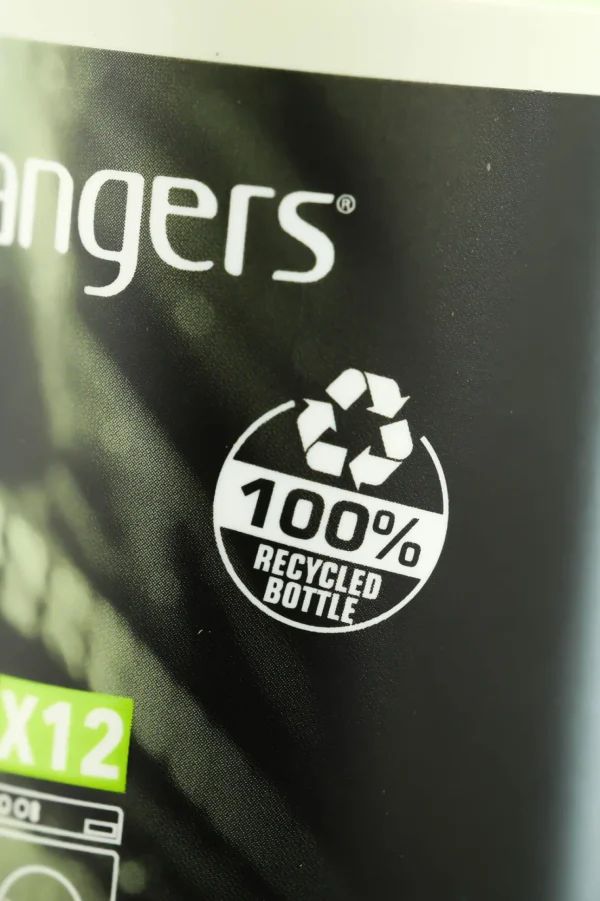 angers®
100%
RECYCLED
BOTTLE
X12